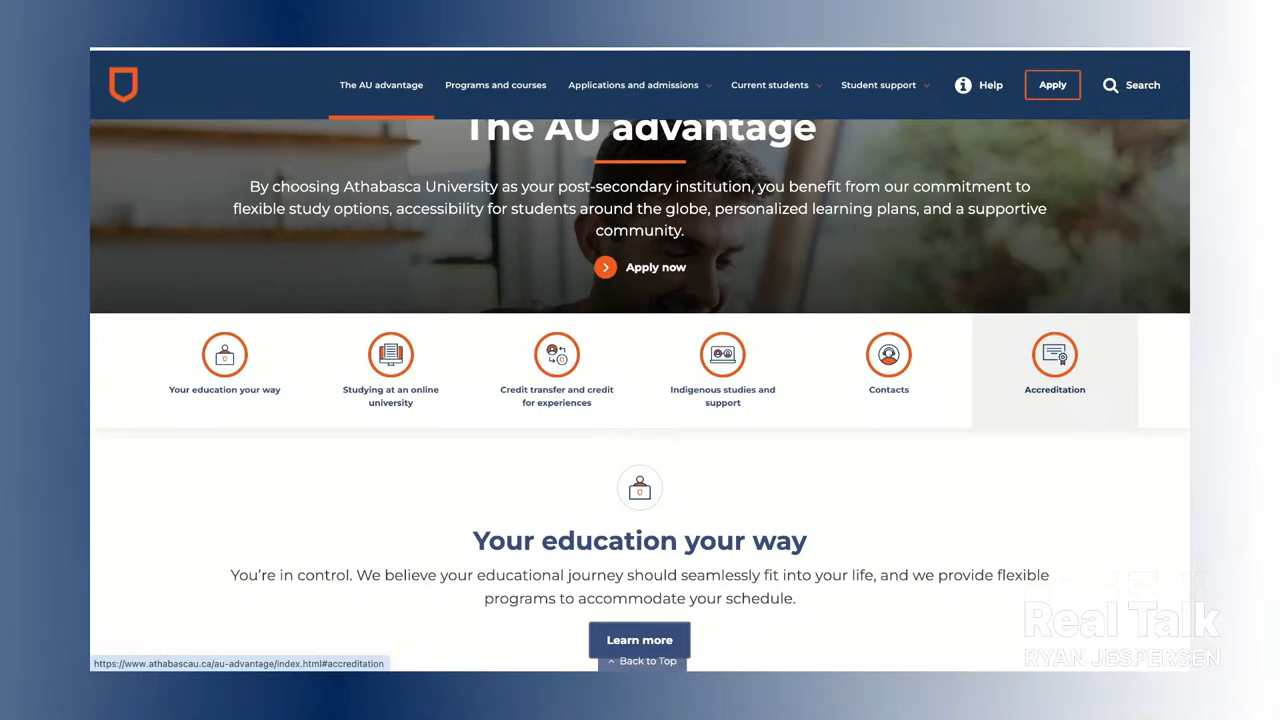 The AU advantage
Programs and courses
Applications and admissions
Current students
Student support
Help
Apply
Search
The AU advantage
By choosing Athabasca University as your post-secondary institution, you benefit from our commitment to
flexible study options, accessibility for students around the globe, personalized learning plans, and a supportive
community.
Apply now
Your education your way
Studying at an online
university
Credit transfer and credit
for experiences
Indigenous studies and
support
Contacts
Accreditation
Your education your way
You're in control. We believe your educational journey should seamlessly fit into your life, and we provide flexible
programs to accommodate your schedule.
Learn more
Back to Top
https://www.athabascau.ca/au-advantage/index.html#accreditation
Real Talk
RYAN JESPERSEN